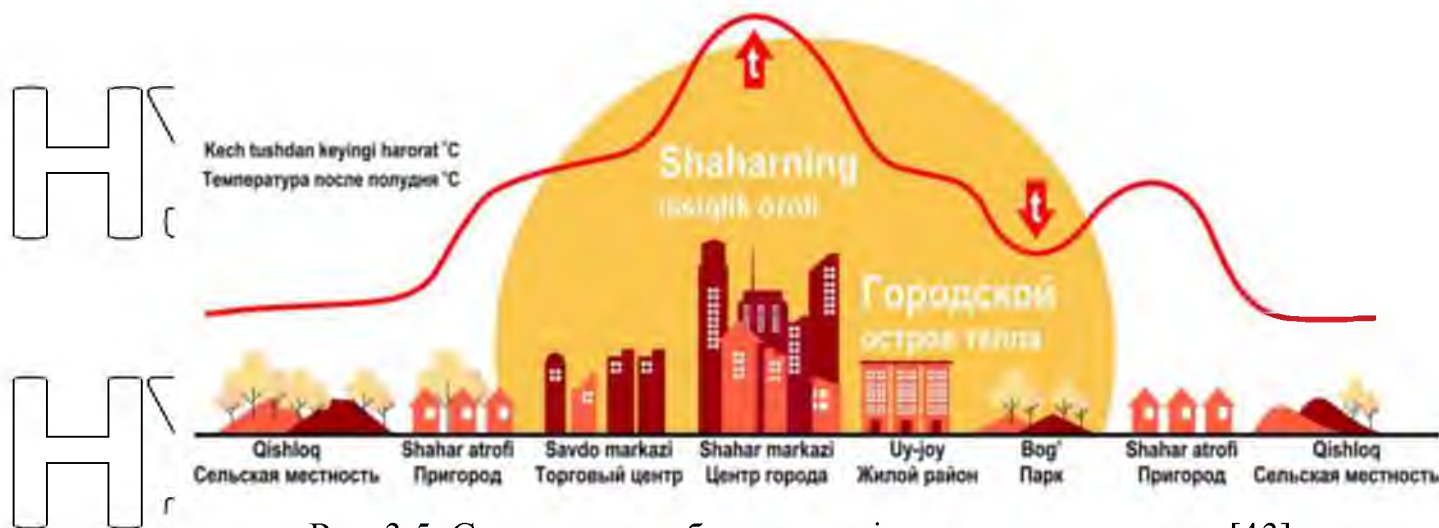 t
Kech tushdan keyingi harorat °C
Температура после полудня °C
Shaharning
issiqlik oroli
t
Городской
остров тепла
Qishloq
Сельская местность
Shahar atrofi
Пригород
Savdo markazi
Торговый центр
Shahar markazi
Центр города
Uy-joy
Жилой район
Bog'
Парк
Shahar atrofi
Пригород
Qishloq
Сельская местность
[43]